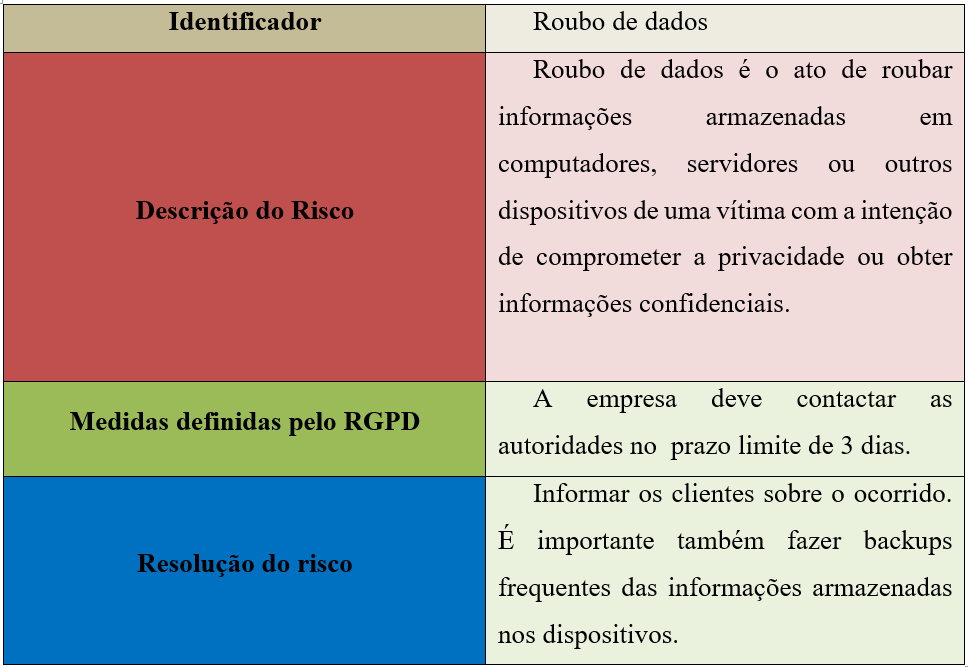 Identificador
Roubo de dados
Descrição do Risco
Roubo de dados é o ato de roubar
informações armazenadas em
computadores, servidores ou outros
dispositivos de uma vítima com a intenção
de comprometer a privacidade ou obter
informações confidenciais.
Medidas definidas pelo RGPD
A empresa deve contactar as
autoridades no  prazo limite de 3 dias.
Resolução do risco
Informar os clientes sobre o ocorrido.
É importante também fazer backups
frequentes das informações armazenadas
nos dispositivos.